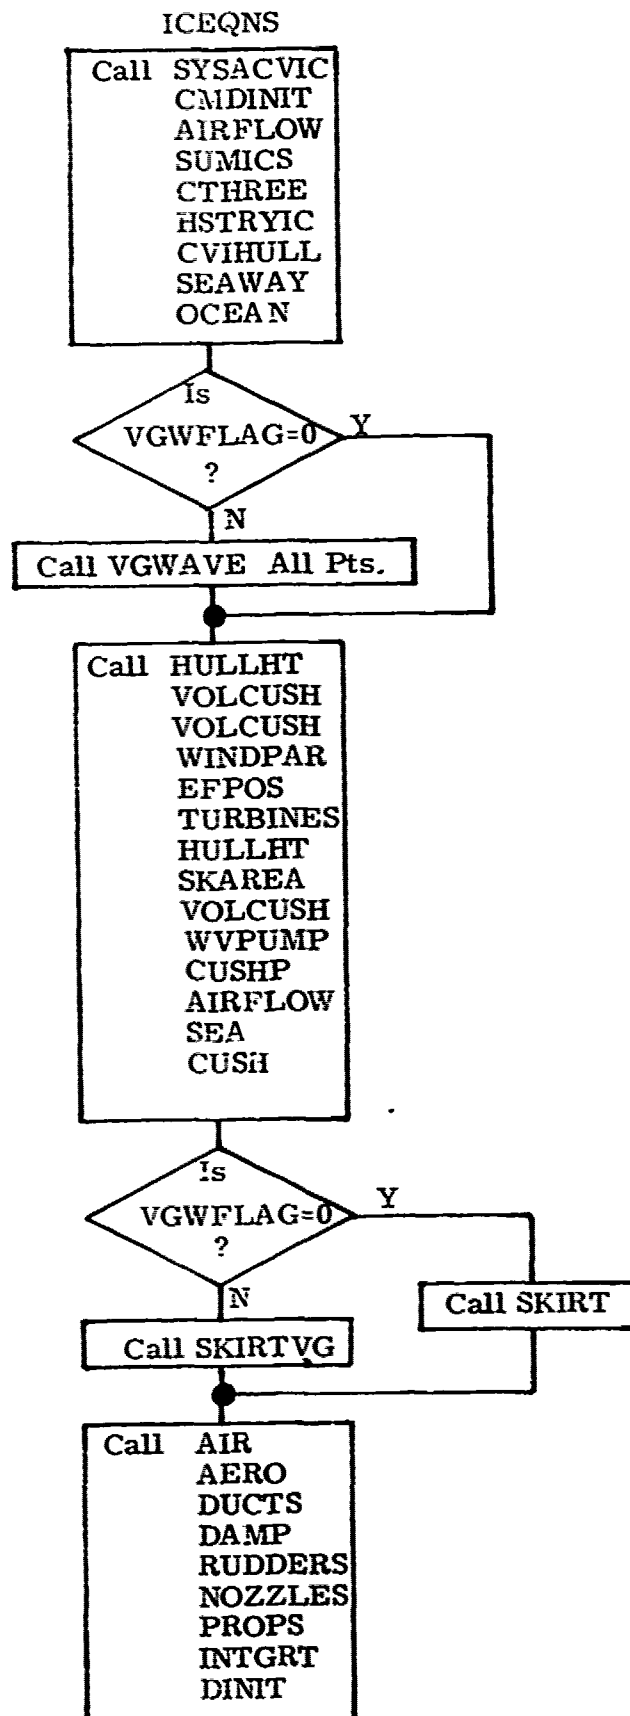 ICEQNS
Call SYSACVIC
CMDINIT
AIRFLOW
SUMICS
CTHREE
HSTRYIC
CVIHULL
SEAWAY
OCEAN
Is
VGWFLAG=0
?
Y
N
Call VGWAVE All Pts.
Call HULLHT
VOLCUSH
VOLCUSH
WINDPAR
EFPOS
TURBINES
HULLHT
SKAREA
VOLCUSH
WVPUMP
CUSHP
AIRFLOW
SEA
CUSH
Is
VGWFLAG=0
?
Y
N
Call SKIRT
Call SKIRTVG
Call AIR
AERO
DUCTS
DAMP
RUDDERS
NOZZLES
PROPS
INTGRT
DINIT